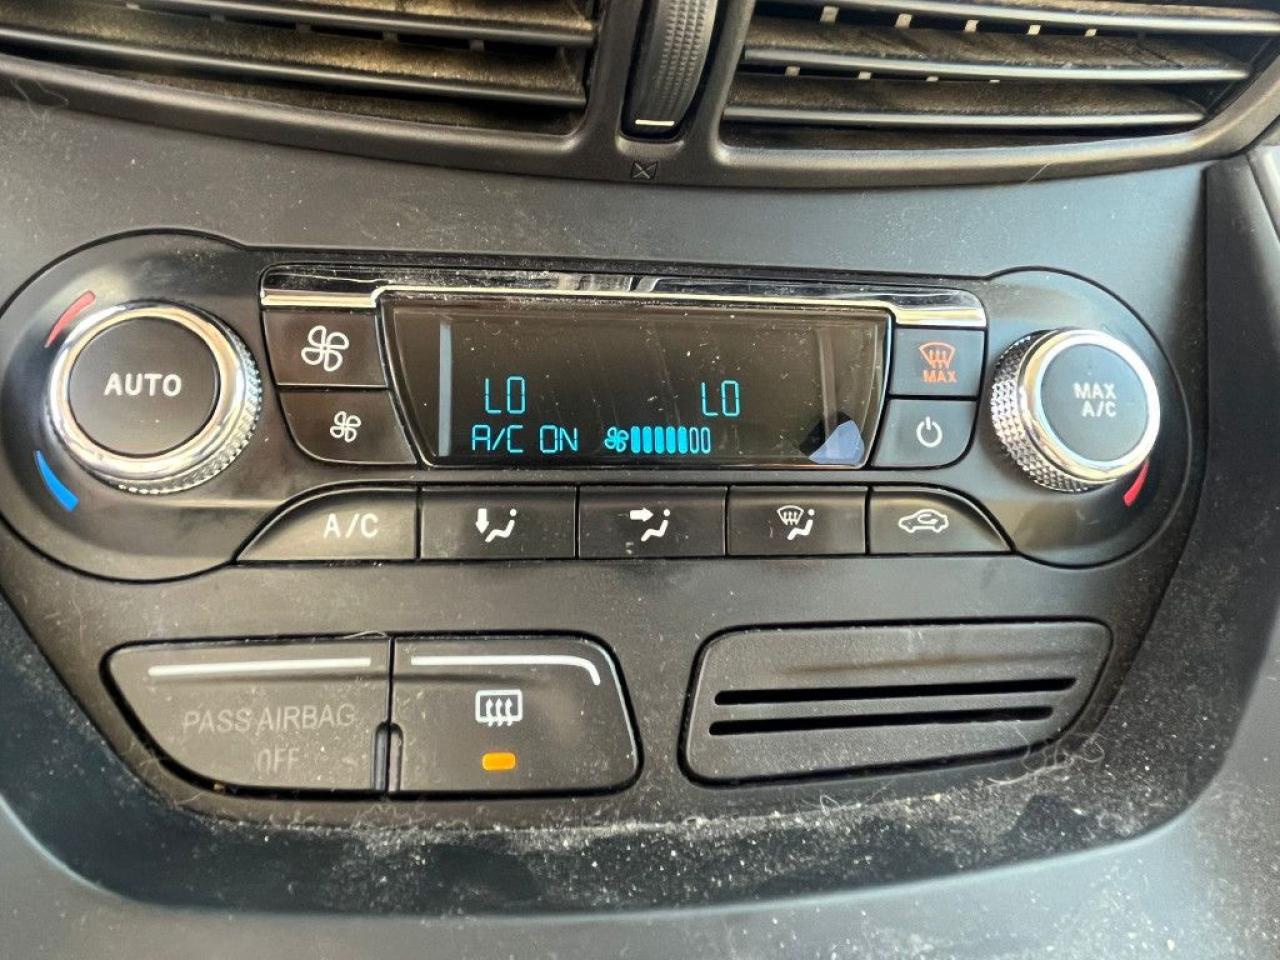 AUTO
LO LO
A/C ON
MAX
MAX
A/C
A/C
PASS AIRBAG
OFF